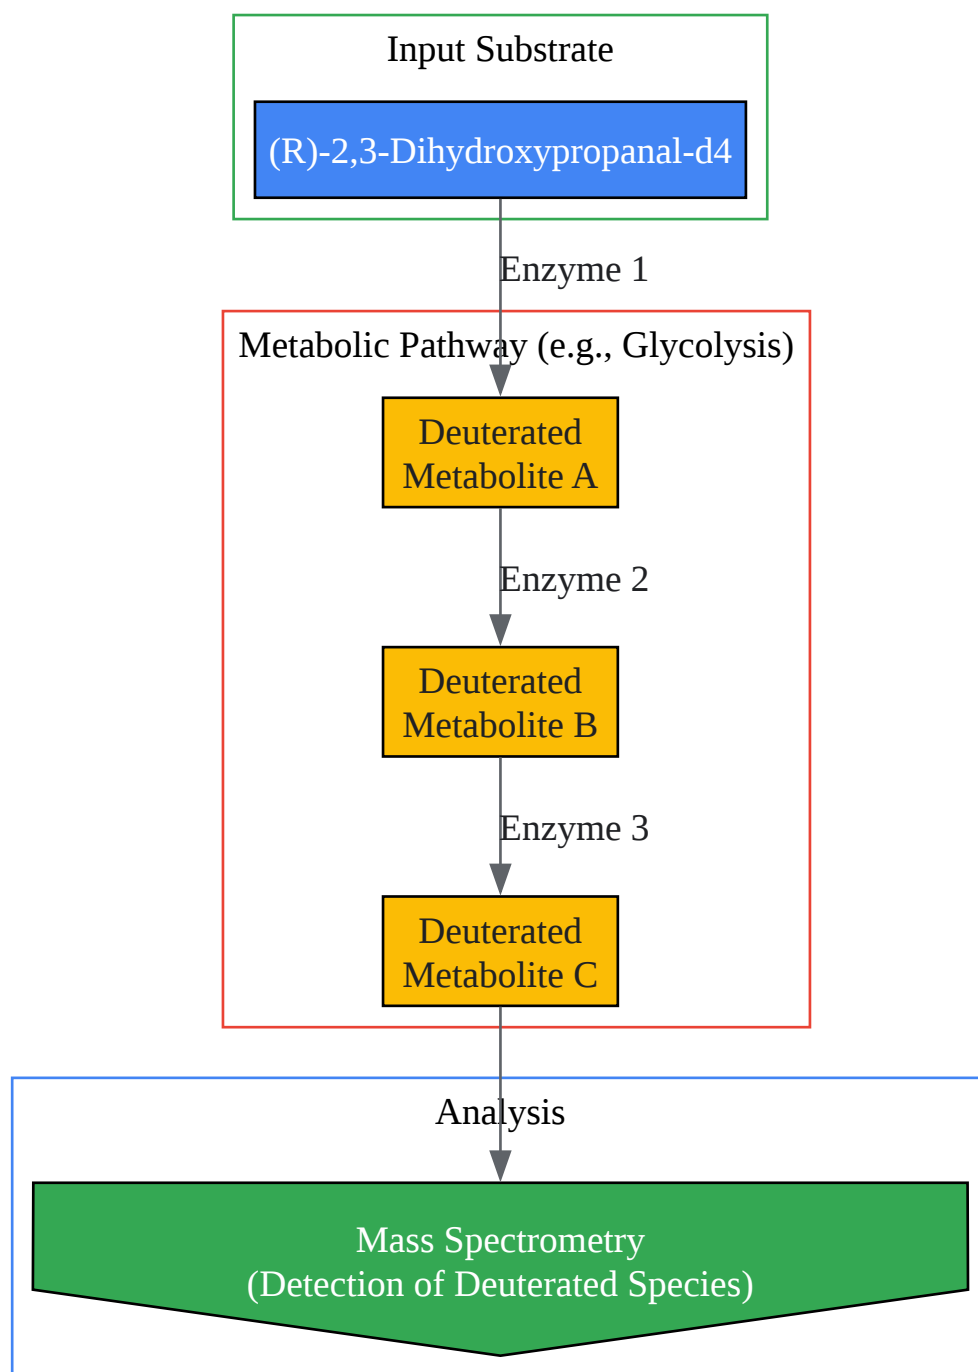 Input Substrate
(R)-2,3-Dihydroxypropanal-d4
Enzyme 1
Metabolic Pathway (e.g., Glycolysis)
Deuterated
Metabolite A
Enzyme 2
Deuterated
Metabolite B
Enzyme 3
Deuterated
Metabolite C
Analysis
Mass Spectrometry
(Detection of Deuterated Species)